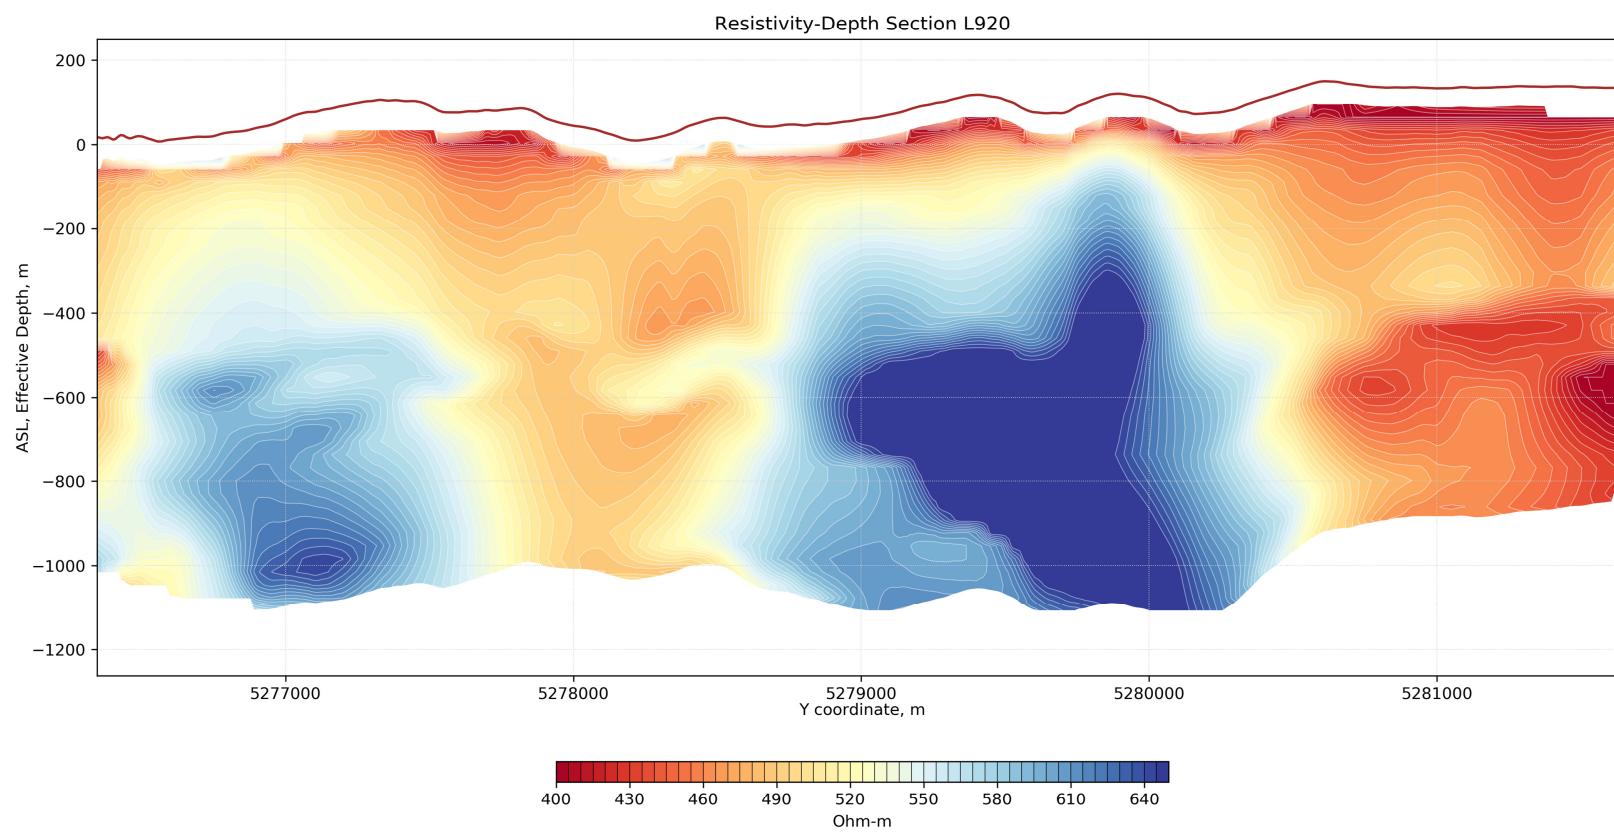 Resistivity-Depth Section L920
200
0
−200
−400
−600
−800
−1000
−1200
ASL, Effective Depth, m
5277000 5278000 5279000 5280000 5281000
Y coordinate, m
400 430 460 490 520 550 580 610 640
Ohm-m